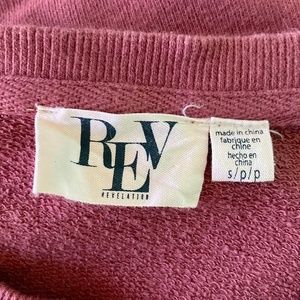 REV
REVELATION
made in china
fabriqué en
chine
hecho en
china
s/p/p